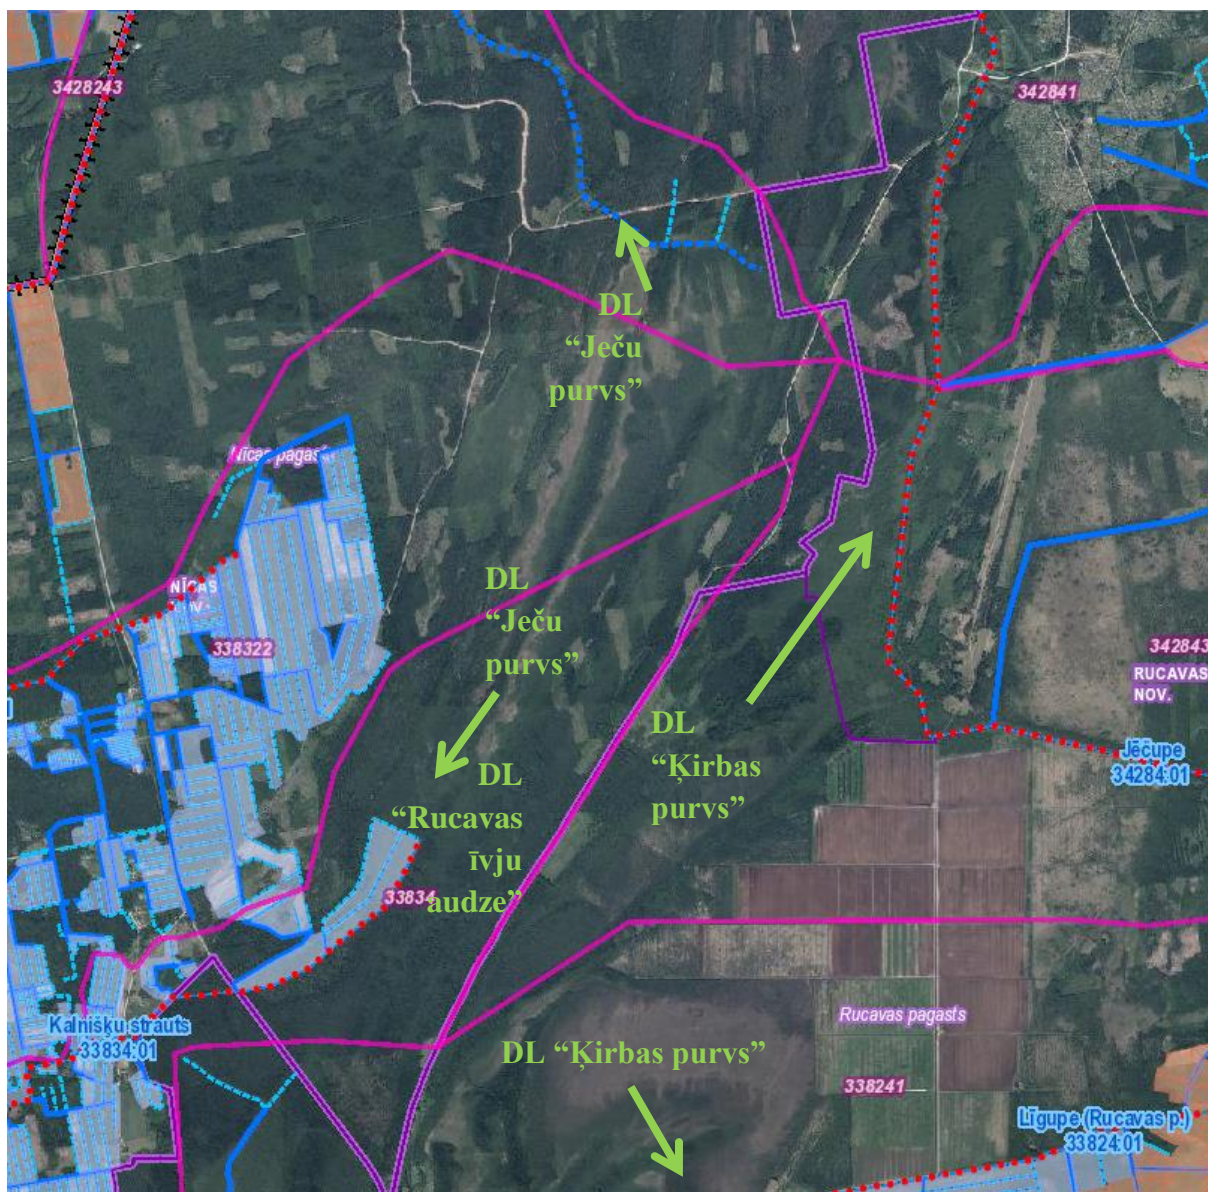 3428243
342841
DL
“Ječu
purvs”
Nīcas pagasts
DL
“Ječu
purvs”
NĪCAS
NOV.
338322
342843
RUCAVAS
NOV.
DL
“Ķirbas
purvs”
Jēčupe
34284:01
DL
“Rucavas
īvju
audze”
33834
Rucavas pagasts
Kalnišķu strauts
33834:01
DL “Ķirbas purvs”
338241
Līgupe (Rucavas p.)
33824:01